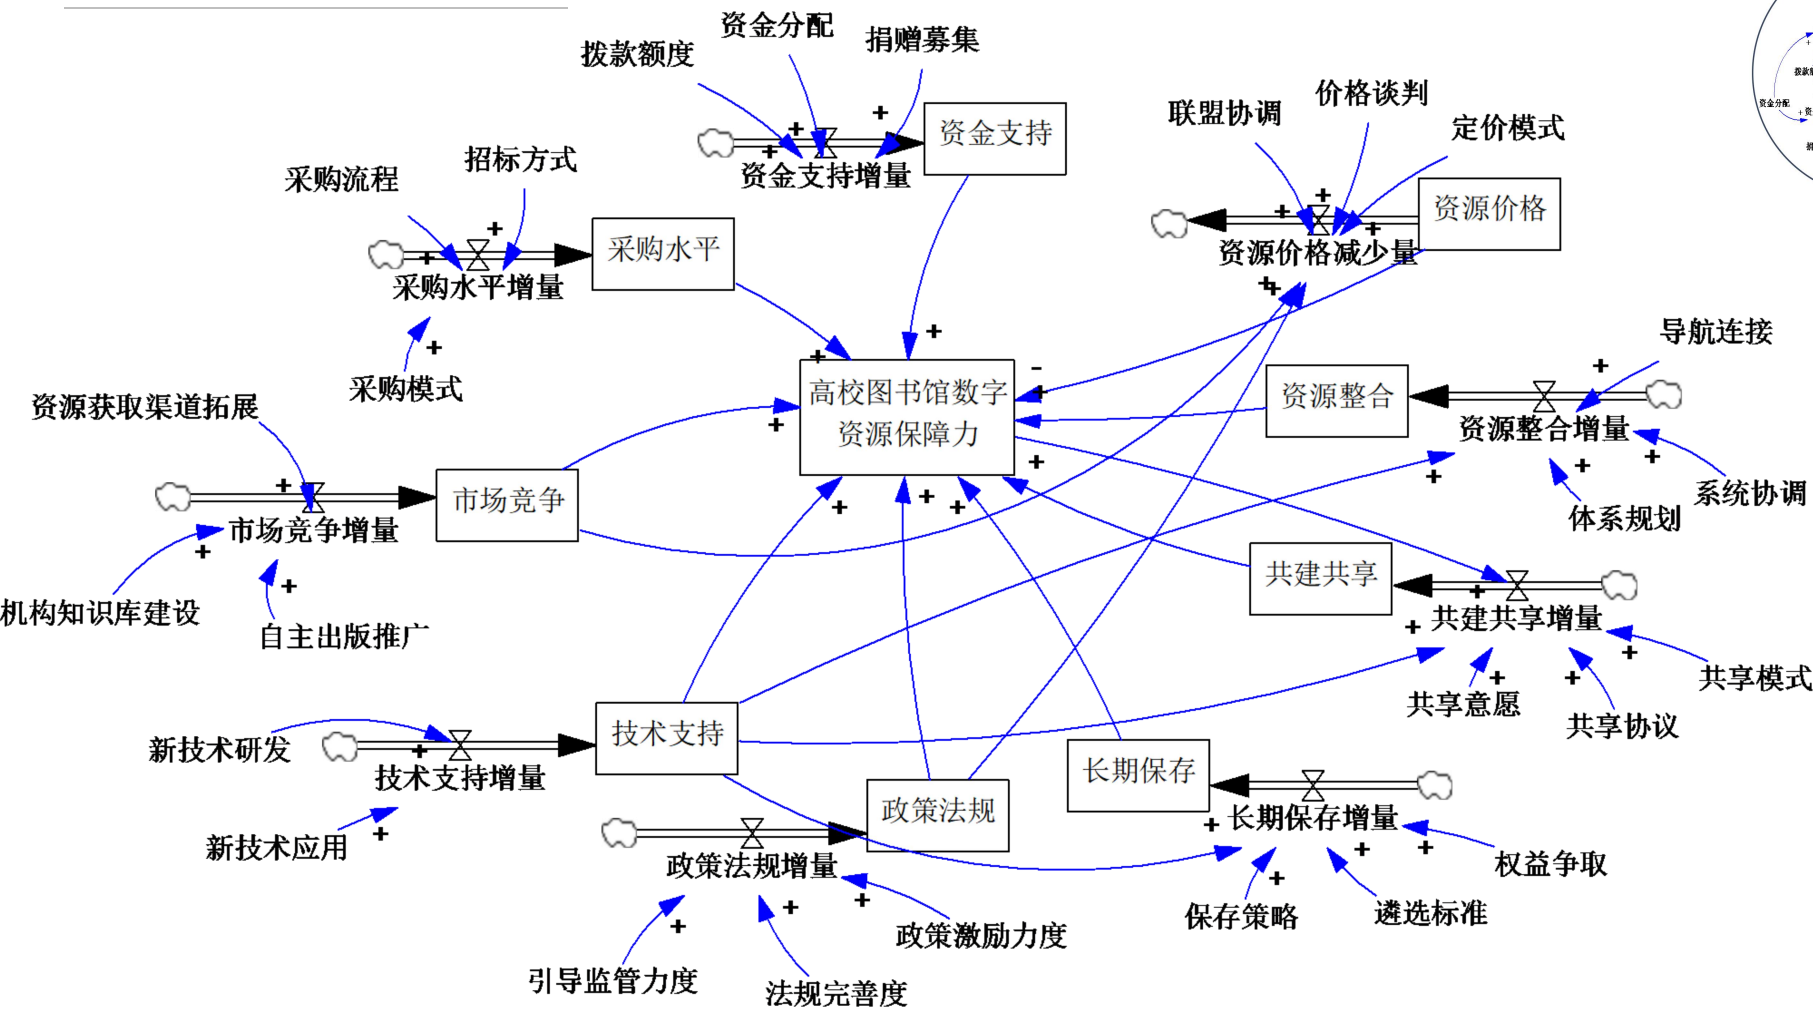 资金分配
拨款额度
捐赠募集
资金支持
资金支持增量
联盟协调
价格谈判
定价模式
资源价格
资源价格减少量
采购流程
招标方式
采购水平
采购水平增量
采购模式
高校图书馆数字
资源保障力
资源整合
导航连接
资源整合增量
系统协调
体系规划
资源获取渠道拓展
市场竞争
市场竞争增量
机构知识库建设
自主出版推广
共建共享
共建共享增量
共享模式
共享意愿
共享协议
新技术研发
技术支持
技术支持增量
新技术应用
政策法规
政策法规增量
引导监管力度
法规完善度
政策激励力度
长期保存
长期保存增量
权益争取
保存策略
遴选标准
资金分配